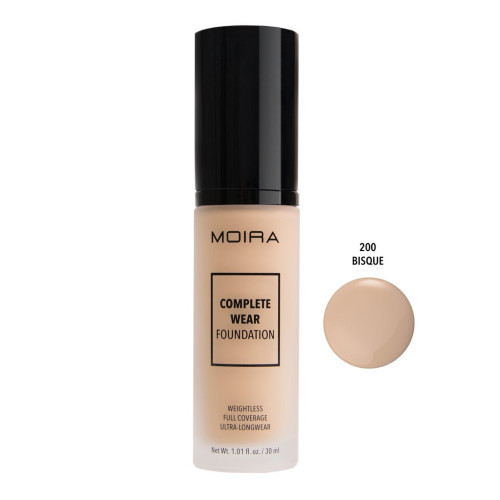 MOIRA
COMPLETE
WEAR
FOUNDATION
WEIGHTLESS
FULL COVERAGE
ULTRA-LONGWEAR
Net Wt. 1.01 fl. oz. / 30 ml
200
BISQUE